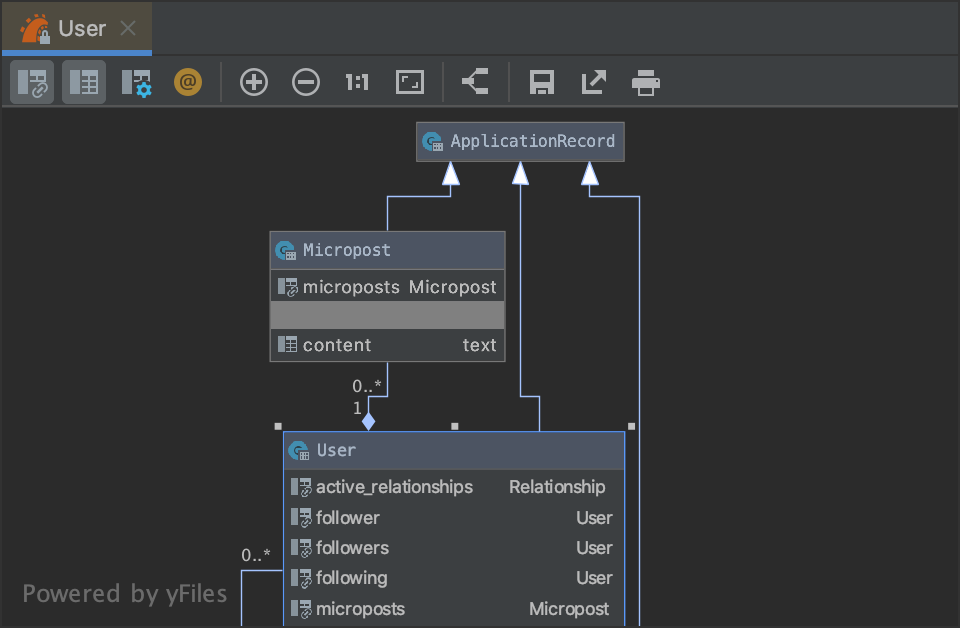 User
@
1:1
ApplicationRecord
Micropost
microposts Micropost
content text
0..*
1
User
active_relationships Relationship
follower User
followers User
0..*
following User
microposts Micropost
Powered by yFiles